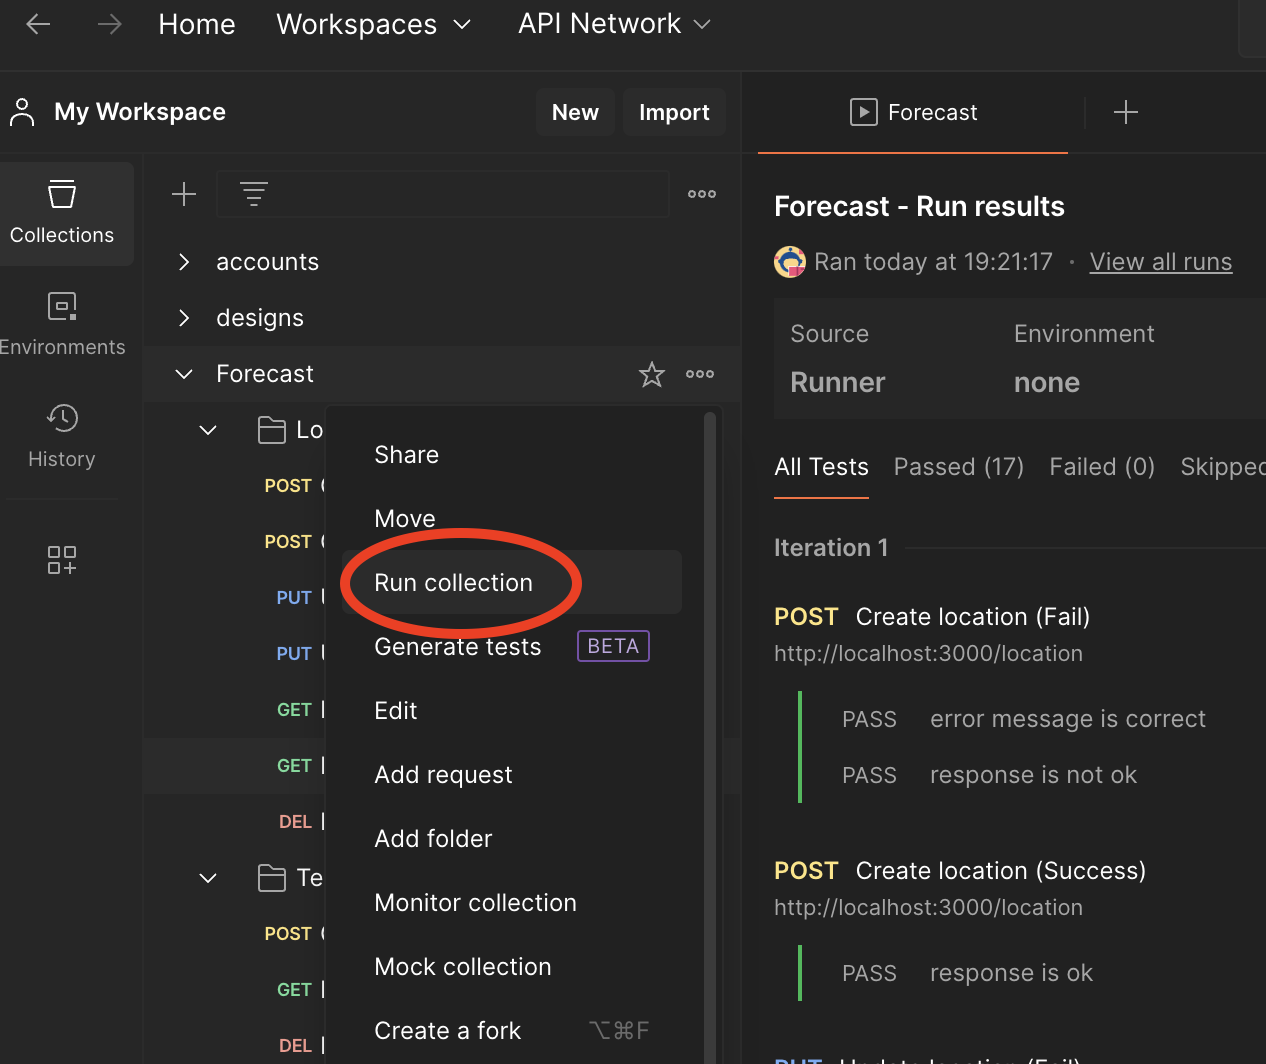 Home Workspaces API Network
My Workspace New Import
Forecast
Collections
Environments
History
accounts
designs
Forecast
Lo
POST
POST
PUT
PUT
GET
GET
DEL
Te
POST
GET
DEL
Share
Move
Run collection
Generate tests BETA
Edit
Add request
Add folder
Monitor collection
Mock collection
Create a fork ⌥⌘F
Forecast - Run results
Ran today at 19:21:17 · View all runs
Source Environment
Runner none
All Tests Passed (17) Failed (0) Skipped
Iteration 1
POST Create location (Fail)
http://localhost:3000/location
PASS error message is correct
PASS response is not ok
POST Create location (Success)
http://localhost:3000/location
PASS response is ok
PUT Update location (Fail)